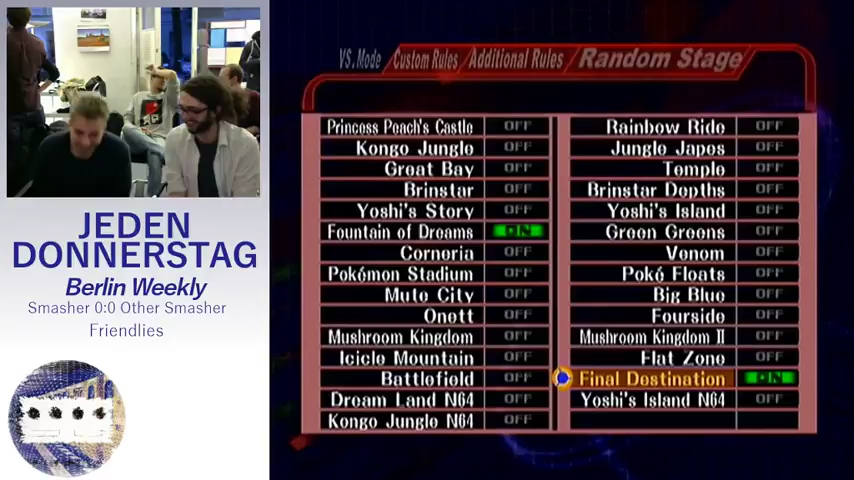 VS. Mode Custom Rules Additional Rules Random Stage
Princess Peach's Castle OFF
Kongo Jungle OFF
Great Bay OFF
Brinstar OFF
Yoshi's Story OFF
Fountain of Dreams ON
Corneria OFF
Pokémon Stadium OFF
Mute City OFF
Onett OFF
Mushroom Kingdom OFF
Icicle Mountain OFF
Battlefield OFF
Dream Land N64 OFF
Kongo Jungle N64 OFF
Rainbow Ride OFF
Jungle Japes OFF
Temple OFF
Brinstar Depths OFF
Yoshi's Island OFF
Green Greens OFF
Venom OFF
Poké Floats OFF
Big Blue OFF
Fourside OFF
Mushroom Kingdom II OFF
Flat Zone OFF
Final Destination ON
Yoshi's Island N64 OFF
JEDEN
DONNERSTAG
Berlin Weekly
Smasher 0:0 Other Smasher
Friendlies